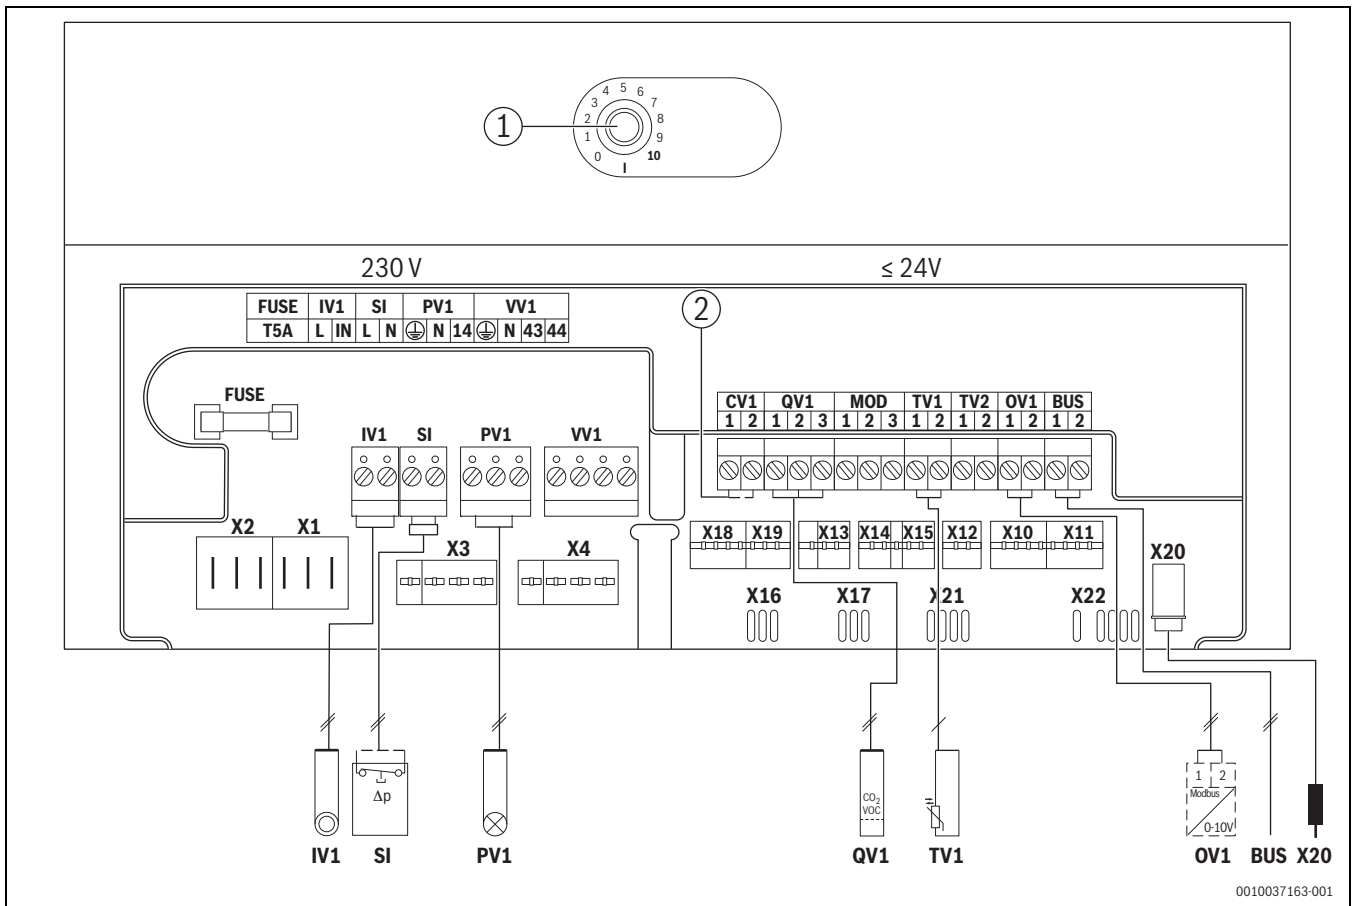 4 5 6
3 7
2 8
1 9
0 10
I
1
230 V
≤ 24V
FUSE IV1 SI PV1 VV1
T5A L IN L N N 14 N 43 44
2
FUSE
CV1 QV1 MOD TV1 TV2 OV1 BUS
1 2 1 2 3 1 2 3 1 2 1 2 1 2 1 2
IV1 SI PV1 VV1
X2 X1
X3 X4
X18 X19 X13 X14 X15 X12 X10 X11
X20
X16 X17 X21 X22
Δp
CO2
VOC
1 2
Modbus
0-10V
IV1 SI PV1 QV1 TV1 OV1 BUS X20
0010037163-001